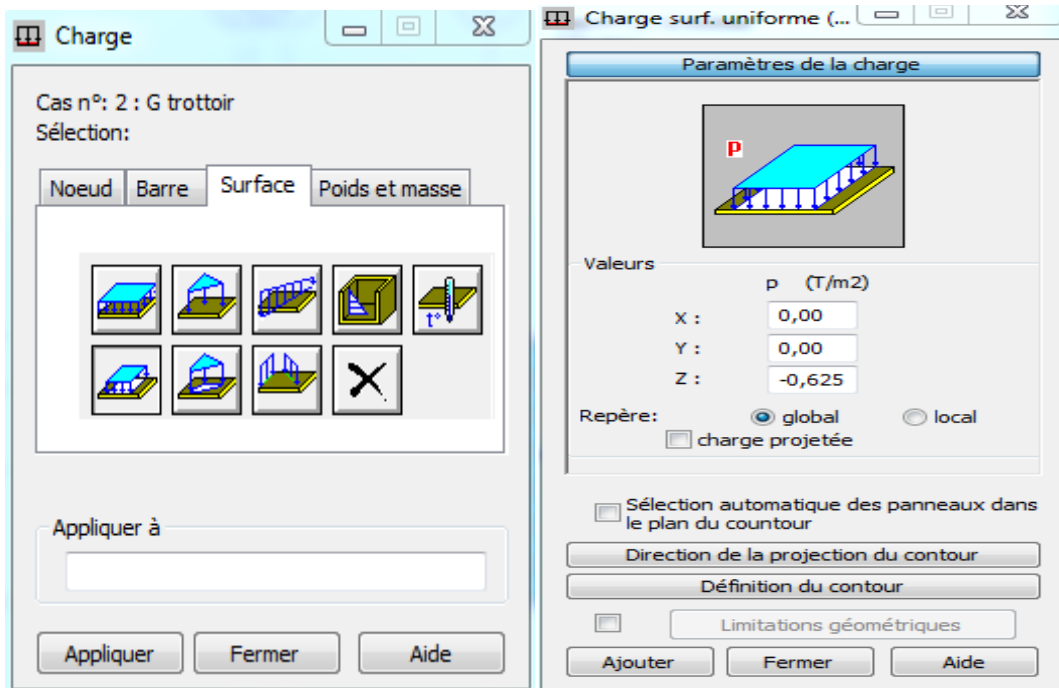 Charge
Cas n°: 2 : G trottoir
Sélection:
Noeud Barre Surface Poids et masse
t°
Appliquer à
Appliquer Fermer Aide
Charge surf. uniforme (...
Paramètres de la charge
P
Valeurs
p (T/m2)
X : 0,00
Y : 0,00
Z : -0,625
Repère: global local
charge projetée
Sélection automatique des panneaux dans
le plan du countour
Direction de la projection du contour
Définition du contour
Limitations géométriques
Ajouter Fermer Aide